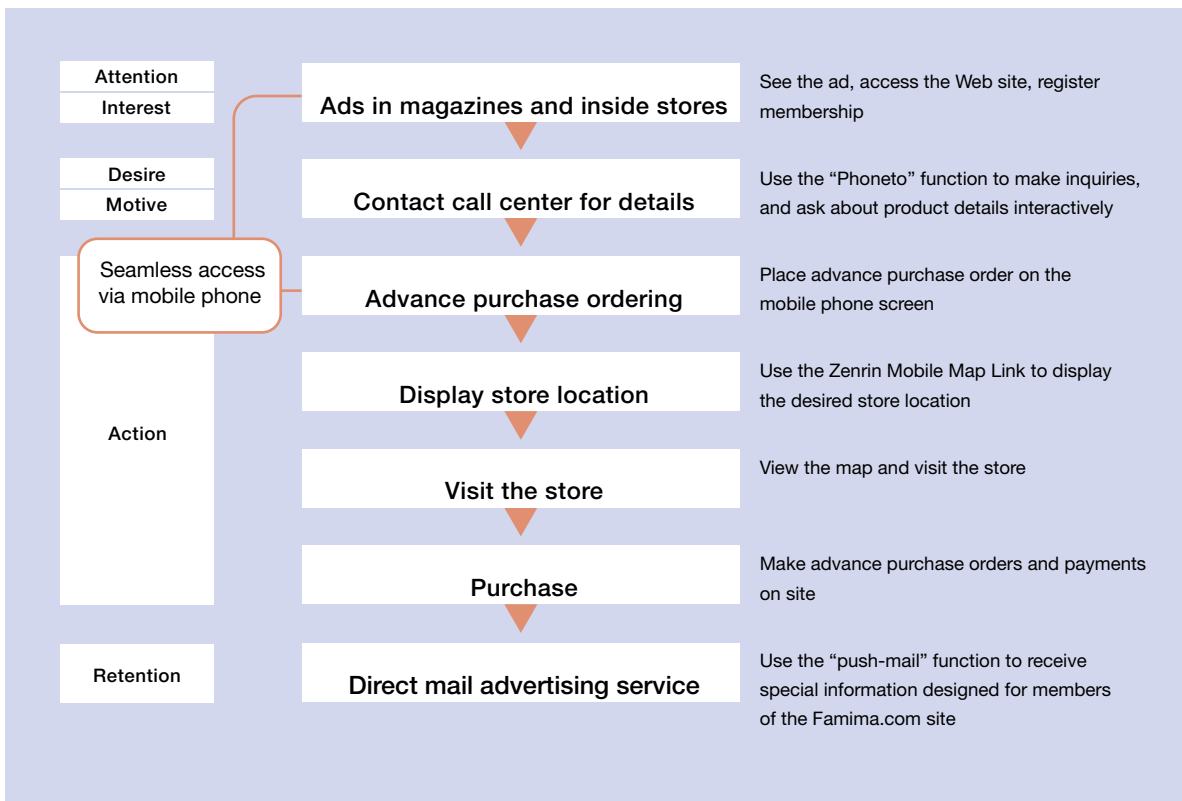 Attention
Interest
Ads in magazines and inside stores
See the ad, access the Web site, register
membership
Desire
Motive
Contact call center for details
Use the “Phoneto” function to make inquiries,
and ask about product details interactively
Seamless access
via mobile phone
Advance purchase ordering
Place advance purchase order on the
mobile phone screen
Action
Display store location
Use the Zenrin Mobile Map Link to display
the desired store location
Visit the store
View the map and visit the store
Purchase
Make advance purchase orders and payments
on site
Retention
Direct mail advertising service
Use the “push-mail” function to receive
special information designed for members
of the Famima.com site